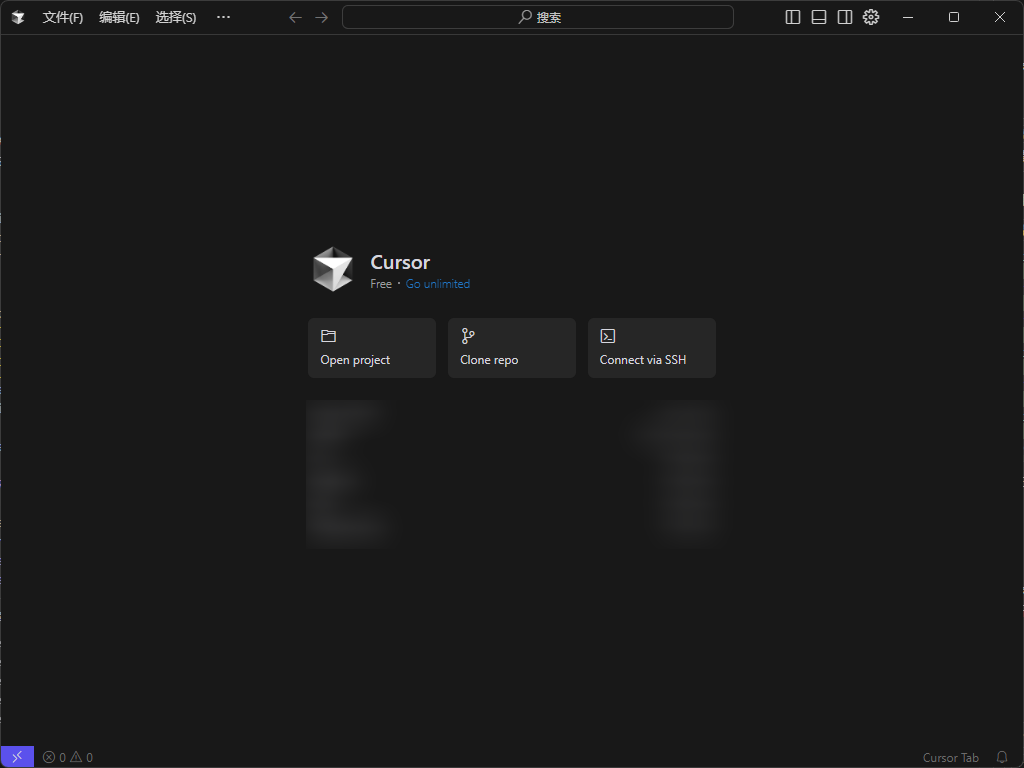 文件(F) 编辑(E) 选择(S) ··· 搜索
Cursor
Free · Go unlimited
Open project Clone repo Connect via SSH
0 0 Cursor Tab